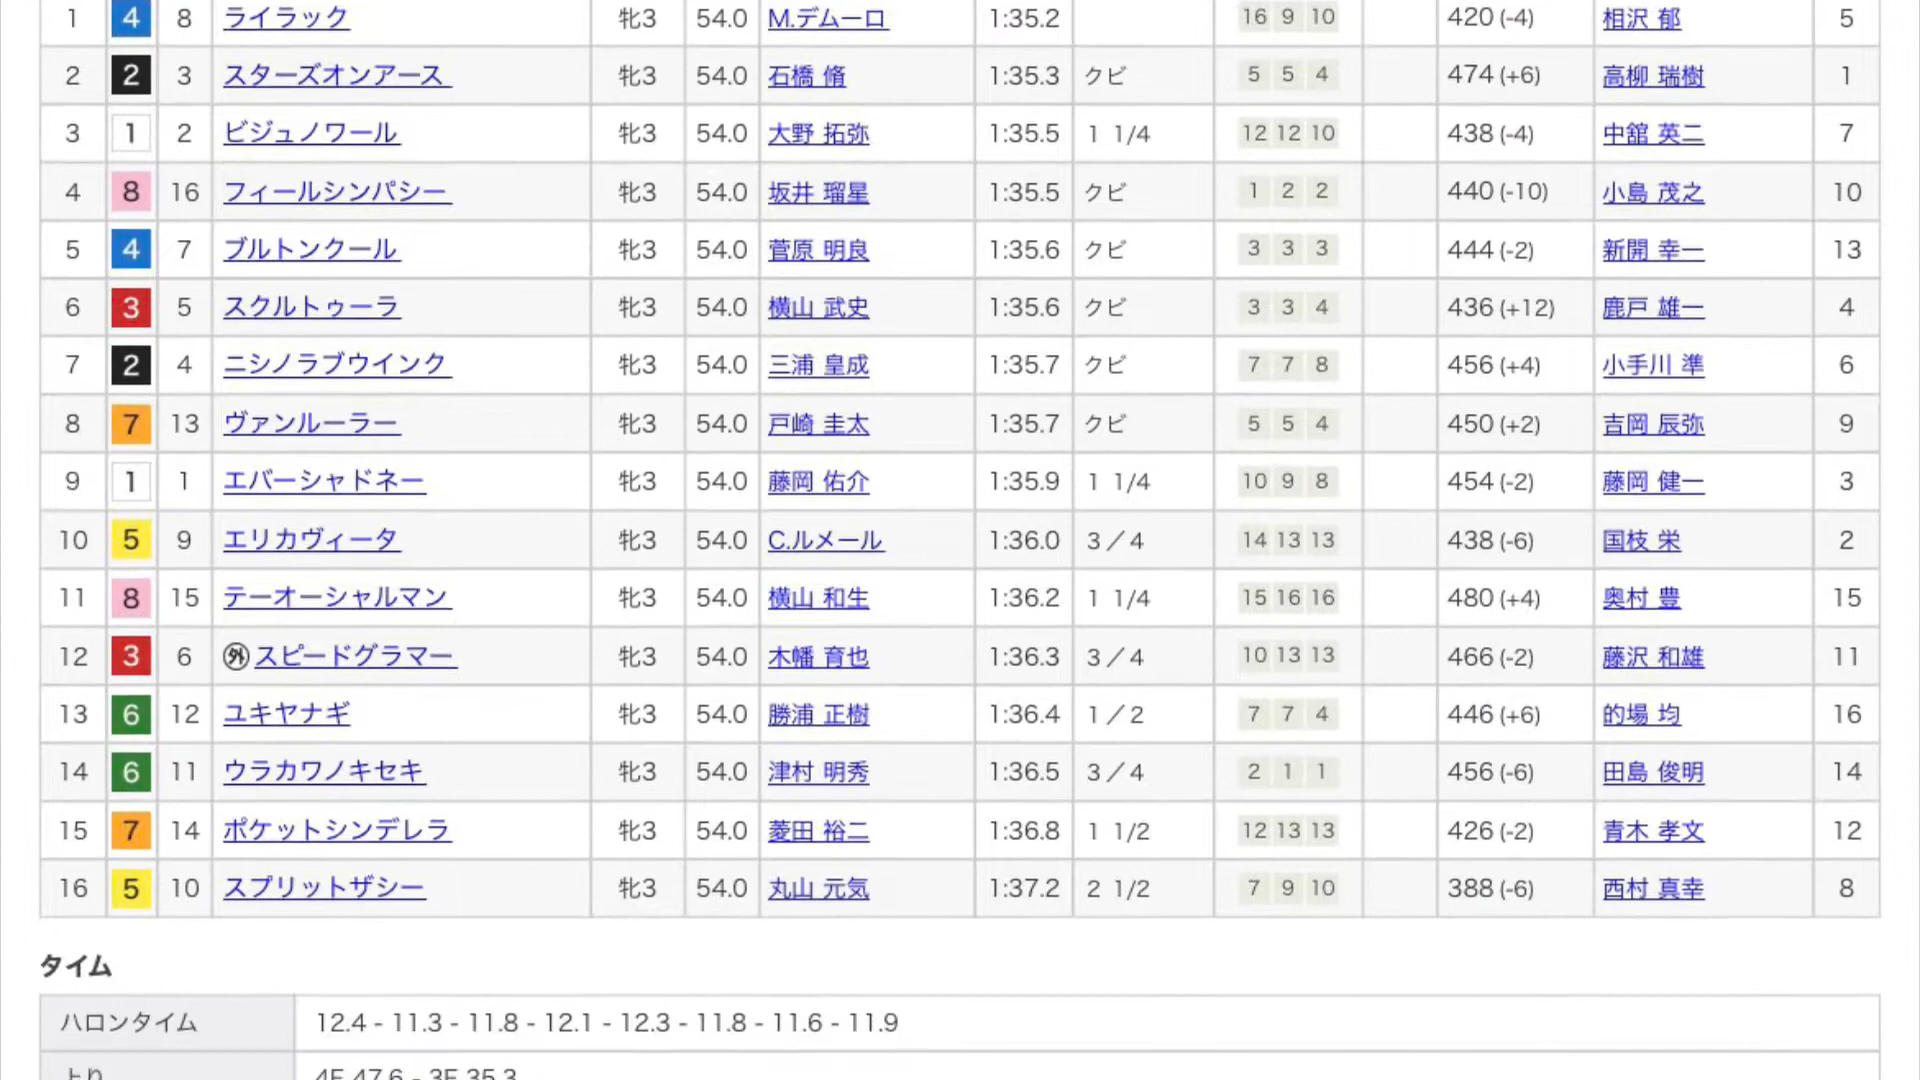 1 4 8 ライラック 牝3 54.0 M.デムーロ 1:35.2 16 9 10 420 (-4) 相沢 郁 5
2 2 3 スターズオンアース 牝3 54.0 石橋 脩 1:35.3 クビ 5 5 4 474 (+6) 高柳 瑞樹 1
3 1 2 ビジュノワール 牝3 54.0 大野 拓弥 1:35.5 1 1/4 12 12 10 438 (-4) 中舘 英二 7
4 8 16 フィールシンパシー 牝3 54.0 坂井 瑠星 1:35.5 クビ 1 2 2 440 (-10) 小島 茂之 10
5 4 7 ブルトンクール 牝3 54.0 菅原 明良 1:35.6 クビ 3 3 3 444 (-2) 新開 幸一 13
6 3 5 スクルトゥーラ 牝3 54.0 横山 武史 1:35.6 クビ 3 3 4 436 (+12) 鹿戸 雄一 4
7 2 4 ニシノラブウインク 牝3 54.0 三浦 皇成 1:35.7 クビ 7 7 8 456 (+4) 小手川 準 6
8 7 13 ヴァンルーラー 牝3 54.0 戸崎 圭太 1:35.7 クビ 5 5 4 450 (+2) 吉岡 辰弥 9
9 1 1 エバーシャドネー 牝3 54.0 藤岡 佑介 1:35.9 1 1/4 10 9 8 454 (-2) 藤岡 健一 3
10 5 9 エリカヴィータ 牝3 54.0 C.ルメール 1:36.0 3／4 14 13 13 438 (-6) 国枝 栄 2
11 8 15 テーオーシャルマン 牝3 54.0 横山 和生 1:36.2 1 1/4 15 16 16 480 (+4) 奥村 豊 15
12 3 6 外 スピードグラマー 牝3 54.0 木幡 育也 1:36.3 3／4 10 13 13 466 (-2) 藤沢 和雄 11
13 6 12 ユキヤナギ 牝3 54.0 勝浦 正樹 1:36.4 1／2 7 7 4 446 (+6) 的場 均 16
14 6 11 ウラカワノキセキ 牝3 54.0 津村 明秀 1:36.5 3／4 2 1 1 456 (-6) 田島 俊明 14
15 7 14 ポケットシンデレラ 牝3 54.0 菱田 裕二 1:36.8 1 1/2 12 13 13 426 (-2) 青木 孝文 12
16 5 10 スプリットザシー 牝3 54.0 丸山 元気 1:37.2 2 1/2 7 9 10 388 (-6) 西村 真幸 8
タイム
ハロンタイム 12.4 - 11.3 - 11.8 - 12.1 - 12.3 - 11.8 - 11.6 - 11.9
上り 4F 47.6 - 3F 35.3